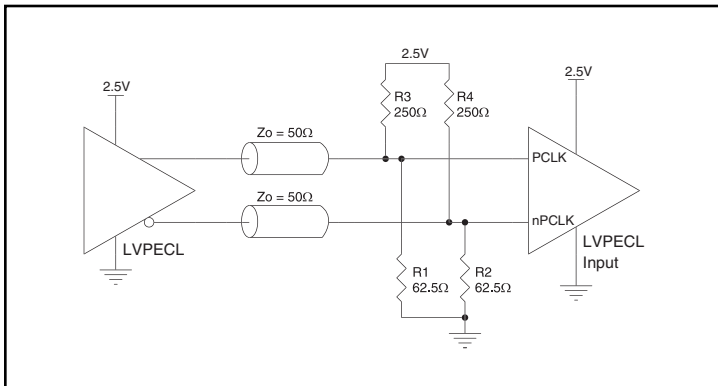 2.5V
2.5V
2.5V
R3
250Ω
R4
250Ω
Zo = 50Ω
PCLK
Zo = 50Ω
nPCLK
LVPECL
LVPECL
Input
R1
62.5Ω
R2
62.5Ω